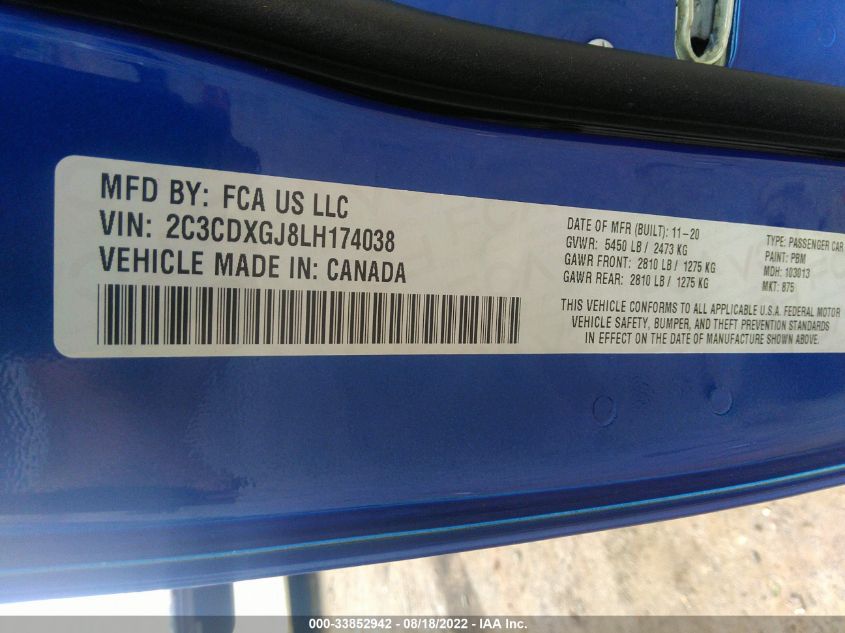 MFD BY: FCA US LLC
VIN: 2C3CDXGJ8LH174038
VEHICLE MADE IN: CANADA
DATE OF MFR (BUILT): 11-20
GVWR: 5450 LB / 2473 KG
GAWR FRONT: 2810 LB / 1275 KG
GAWR REAR: 2810 LB / 1275 KG
TYPE: PASSENGER CAR
PAINT: PBM
MDH: 103013
MKT: 875
THIS VEHICLE CONFORMS TO ALL APPLICABLE U.S.A. FEDERAL MOTOR
VEHICLE SAFETY, BUMPER, AND THEFT PREVENTION STANDARDS
IN EFFECT ON THE DATE OF MANUFACTURE SHOWN ABOVE.
000-33852942 - 08/18/2022 - IAA Inc.